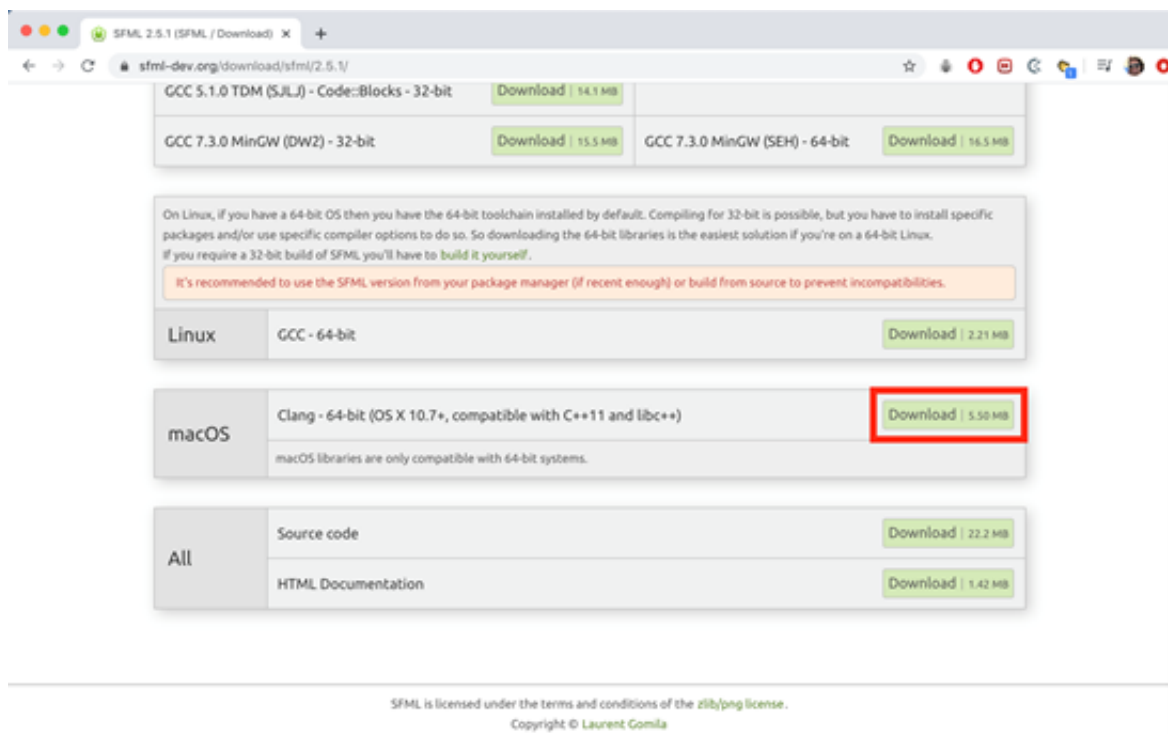 SFML 2.5.1 (SFML / Download)
sfml-dev.org/download/sfml/2.5.1/
GCC 5.1.0 TDM (SJLJ) - Code::Blocks - 32-bit Download | 14.1 MB
GCC 7.3.0 MinGW (DW2) - 32-bit Download | 15.5 MB GCC 7.3.0 MinGW (SEH) - 64-bit Download | 16.5 MB
On Linux, if you have a 64-bit OS then you have the 64-bit toolchain installed by default. Compiling for 32-bit is possible, but you have to install specific
packages and/or use specific compiler options to do so. So downloading the 64-bit libraries is the easiest solution if you're on a 64-bit Linux.
If you require a 32-bit build of SFML you'll have to build it yourself.
It's recommended to use the SFML version from your package manager (if recent enough) or build from source to prevent incompatibilities.
Linux GCC - 64-bit Download | 2.21 MB
macOS Clang - 64-bit (OS X 10.7+, compatible with C++11 and libc++) Download | 5.50 MB
macOS libraries are only compatible with 64-bit systems.
All Source code Download | 22.2 MB
HTML Documentation Download | 1.42 MB
SFML is licensed under the terms and conditions of the zlib/png license.
Copyright © Laurent Gomila